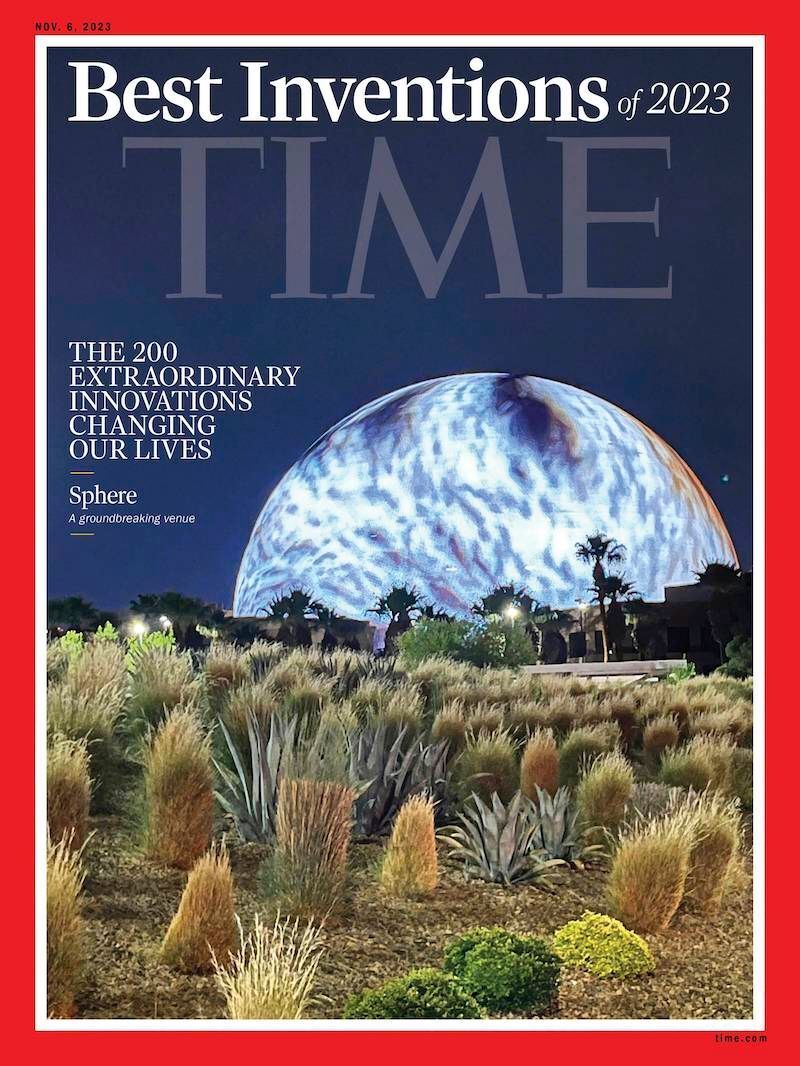 NOV. 6, 2023
Best Inventions of 2023
TIME
THE 200
EXTRAORDINARY
INNOVATIONS
CHANGING
OUR LIVES
Sphere
A groundbreaking venue
time.com